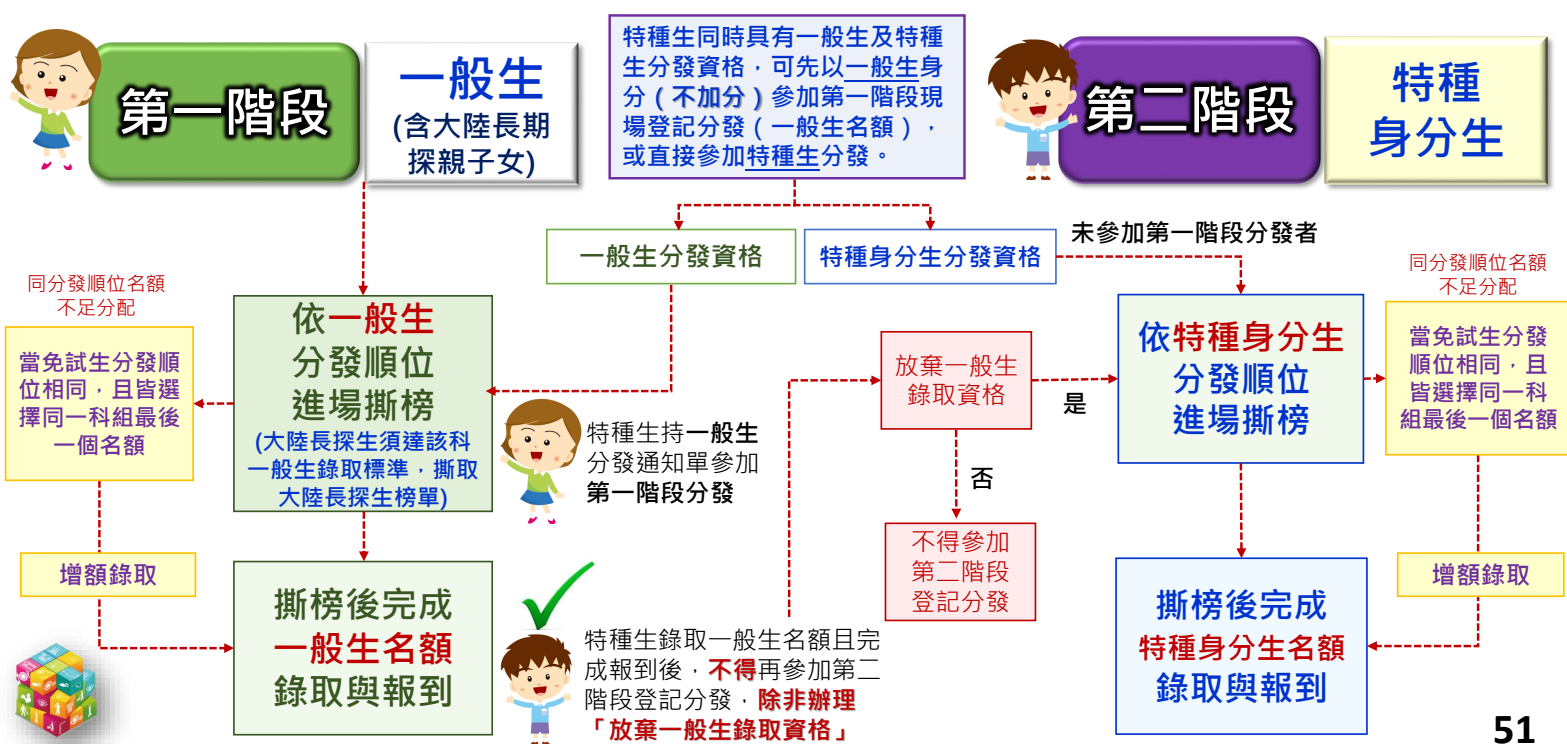 第一階段
一般生
(含大陸長期
探親子女)
特種生同時具有一般生及特種
生分發資格，可先以一般生身
分（不加分）參加第一階段現
場登記分發（一般生名額），
或直接參加特種生分發。
第二階段
特種
身分生
一般生分發資格
特種身分生分發資格
未參加第一階段分發者
同分發順位名額
不足分配
當免試生分發順
位相同，且皆選
擇同一科組最後
一個名額
增額錄取
依一般生
分發順位
進場撕榜
(大陸長探生須達該科
一般生錄取標準，撕取
大陸長探生榜單)
特種生持一般生
分發通知單參加
第一階段分發
撕榜後完成
一般生名額
錄取與報到
特種生錄取一般生名額且完
成報到後，不得再參加第二
階段登記分發，除非辦理
「放棄一般生錄取資格」
放棄一般生
錄取資格
是
否
不得參加
第二階段
登記分發
依特種身分生
分發順位
進場撕榜
同分發順位名額
不足分配
當免試生分發
順位相同，且
皆選擇同一科
組最後一個名額
增額錄取
撕榜後完成
特種身分生名額
錄取與報到
51